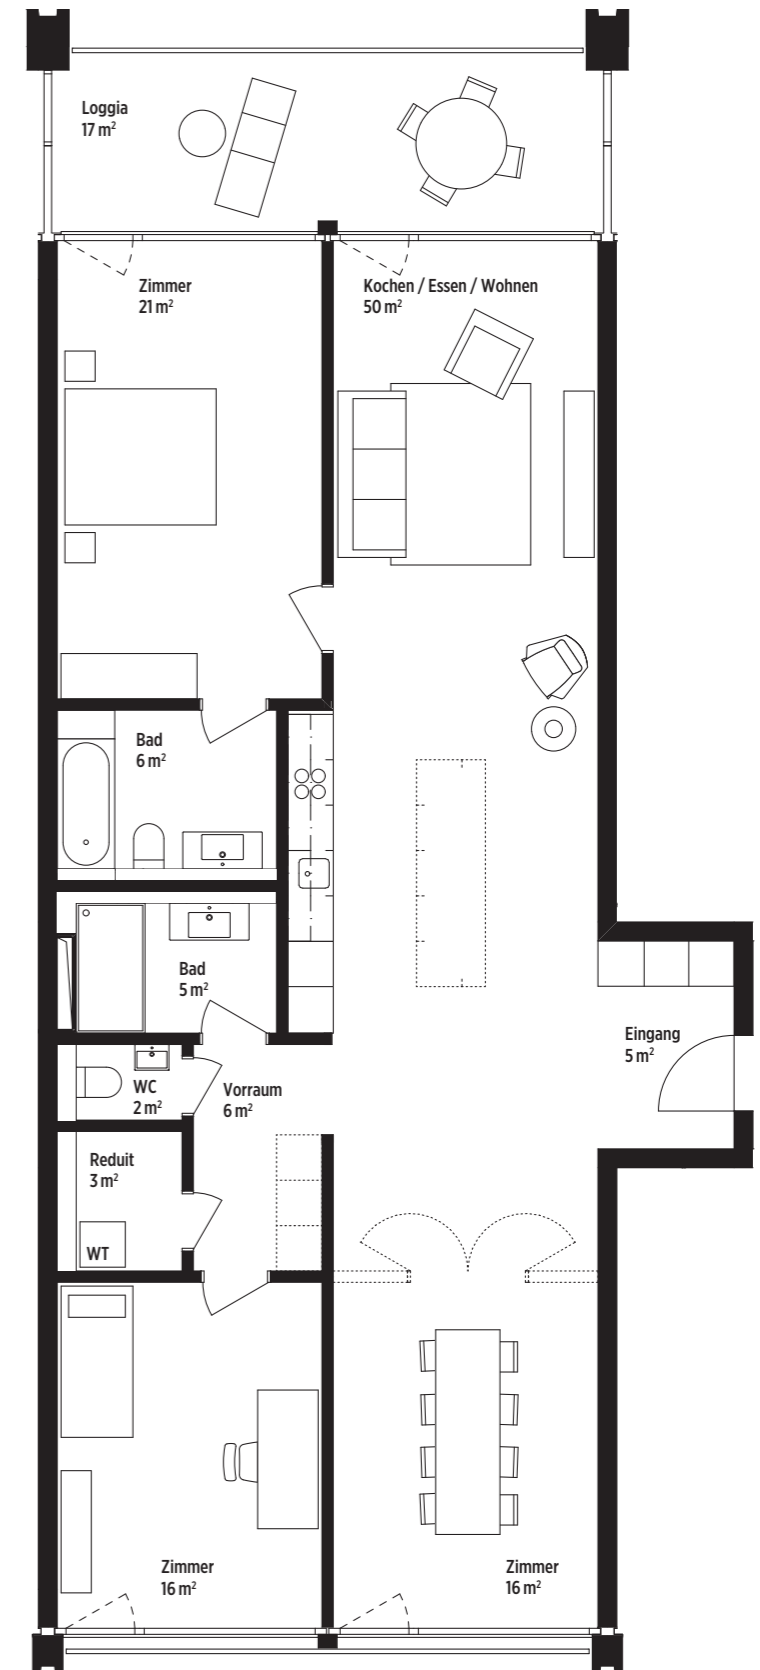 Loggia
17 m²
Zimmer
21 m²
Kochen / Essen / Wohnen
50 m²
Bad
6 m²
Bad
5 m²
Eingang
5 m²
WC
2 m²
Vorraum
6 m²
Reduit
3 m²
WT
Zimmer
16 m²
Zimmer
16 m²